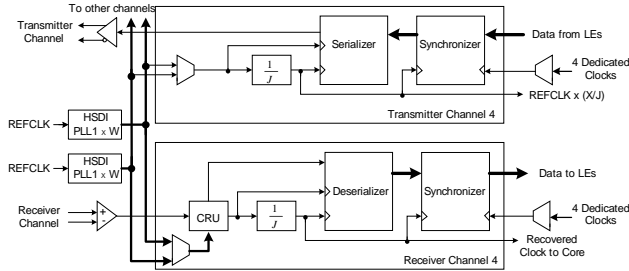 To other channels
Transmitter
Channel
Serializer
Synchronizer
Data from LEs
1
J
4 Dedicated
Clocks
REFCLK x (X/J)
Transmitter Channel 4
REFCLK
HSDI
PLL1 x W
REFCLK
HSDI
PLL1 x W
Receiver
Channel
+
-
CRU
1
J
Deserializer
Synchronizer
Data to LEs
4 Dedicated
Clocks
Recovered
Clock to Core
Receiver Channel 4